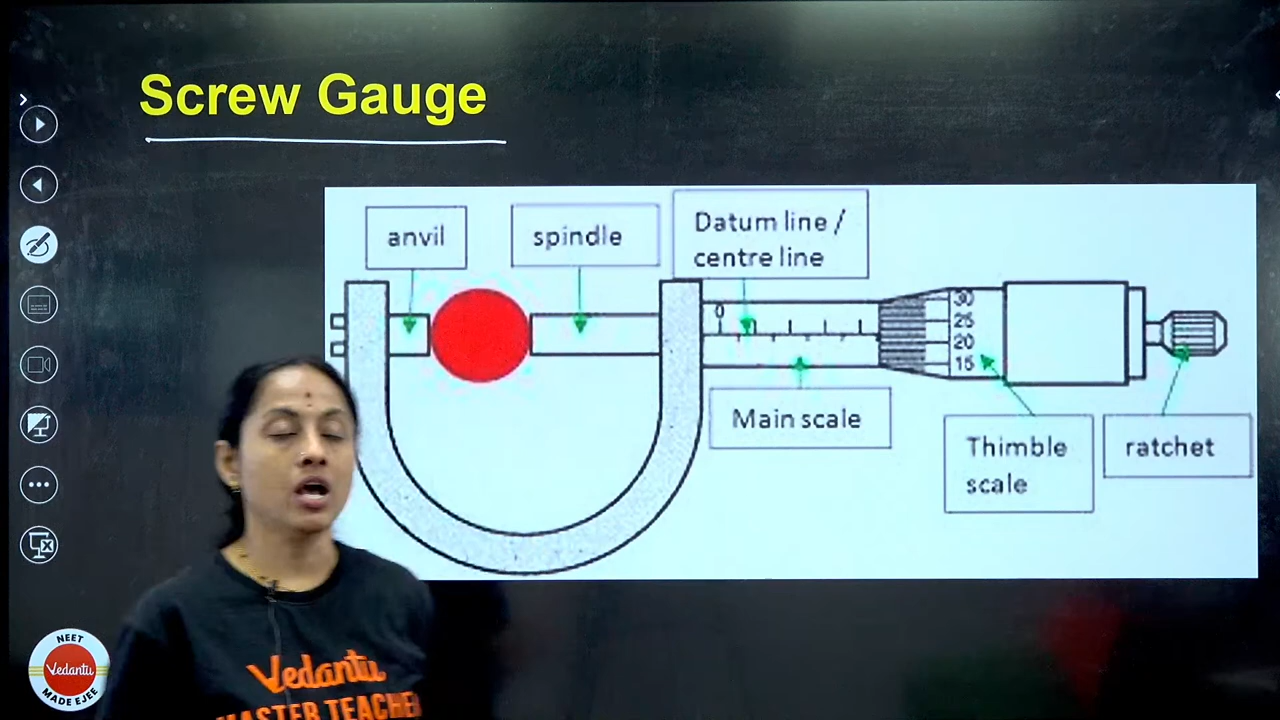 Screw Gauge
anvil
spindle
Datum line /
centre line
0
30
25
20
15
Main scale
Thimble
scale
ratchet
NEET
Vedantu
MADE EJEE
Vedantu
MASTER TEACHER